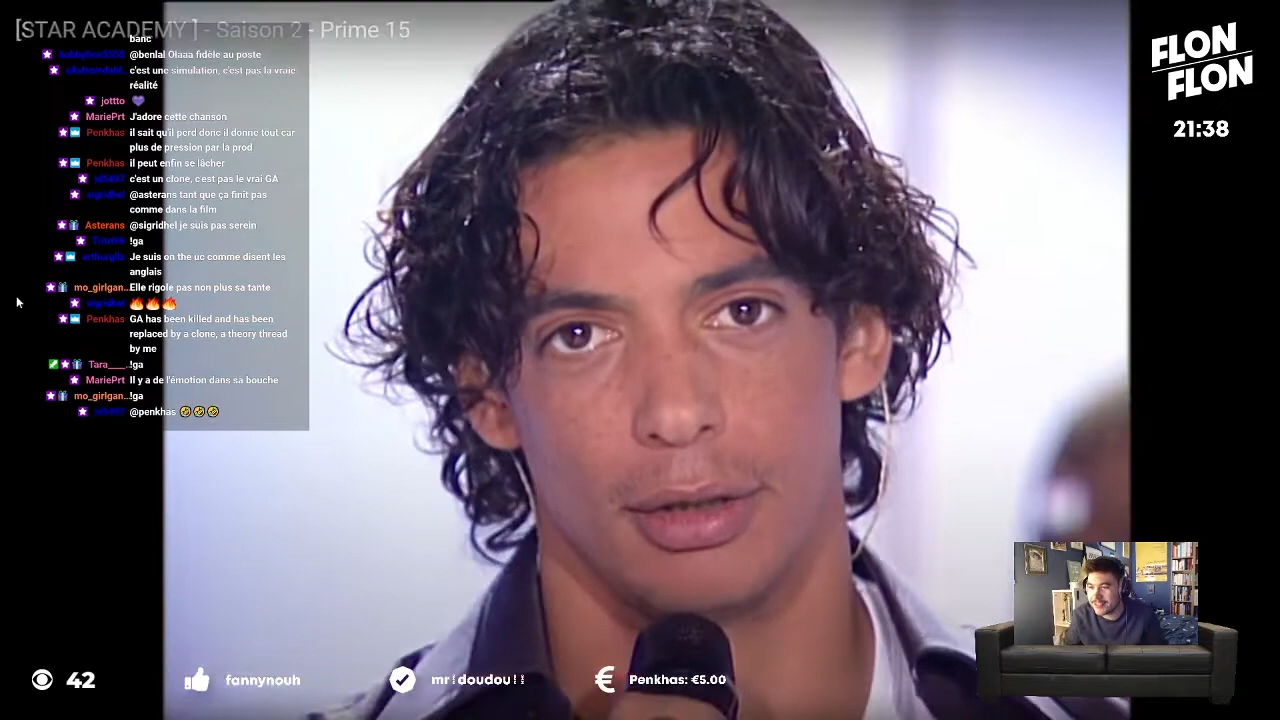 [STAR ACADEMY ] - Saison 2 - Prime 15
FLON
FLON
21:38
banc
@benlal Olaaa fidèle au poste
c'est une simulation, c'est pas la vraie
réalité
jottto 💜
MariePrt J'adore cette chanson
Penkhas il sait qu'il perd donc il donne tout car
plus de pression par la prod
Penkhas il peut enfin se lâcher
c'est un clone, c'est pas le vrai GA
sigridhel @asterans tant que ça finit pas
comme dans la film
Asterans @sigridhel je suis pas serein
!ga
Je suis on the uc comme disent les
anglais
mo_girlgan.. Elle rigole pas non plus sa tante
sigridhel 🔥🔥🔥
Penkhas GA has been killed and has been
replaced by a clone, a theory thread
by me
Tara___.. !ga
MariePrt Il y a de l'émotion dans sa bouche
mo_girlgan.. !ga
@penkhas 🤣🤣🤣
42
fannynouh
mr!doudou!!
€ Penkhas: €5.00